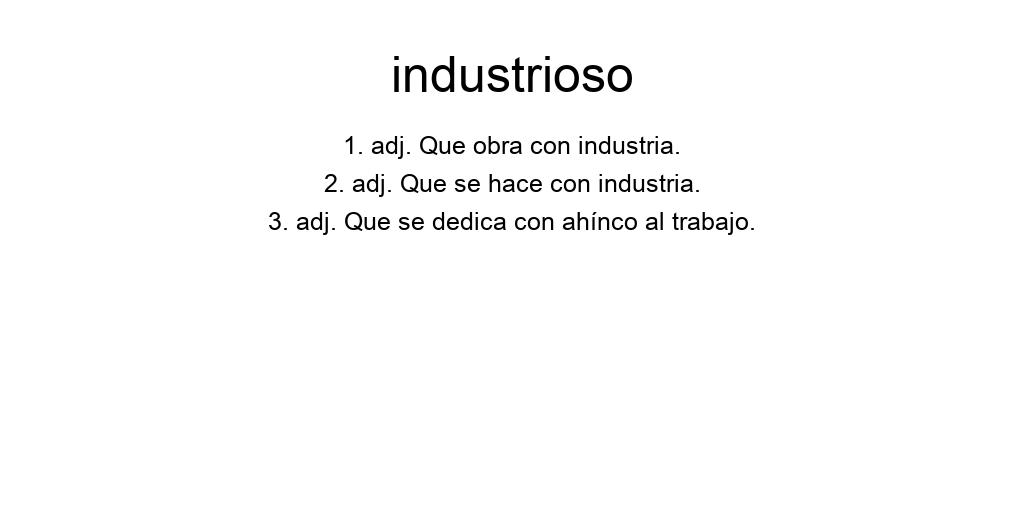 industrioso
1. adj. Que obra con industria.
2. adj. Que se hace con industria.
3. adj. Que se dedica con ahínco al trabajo.